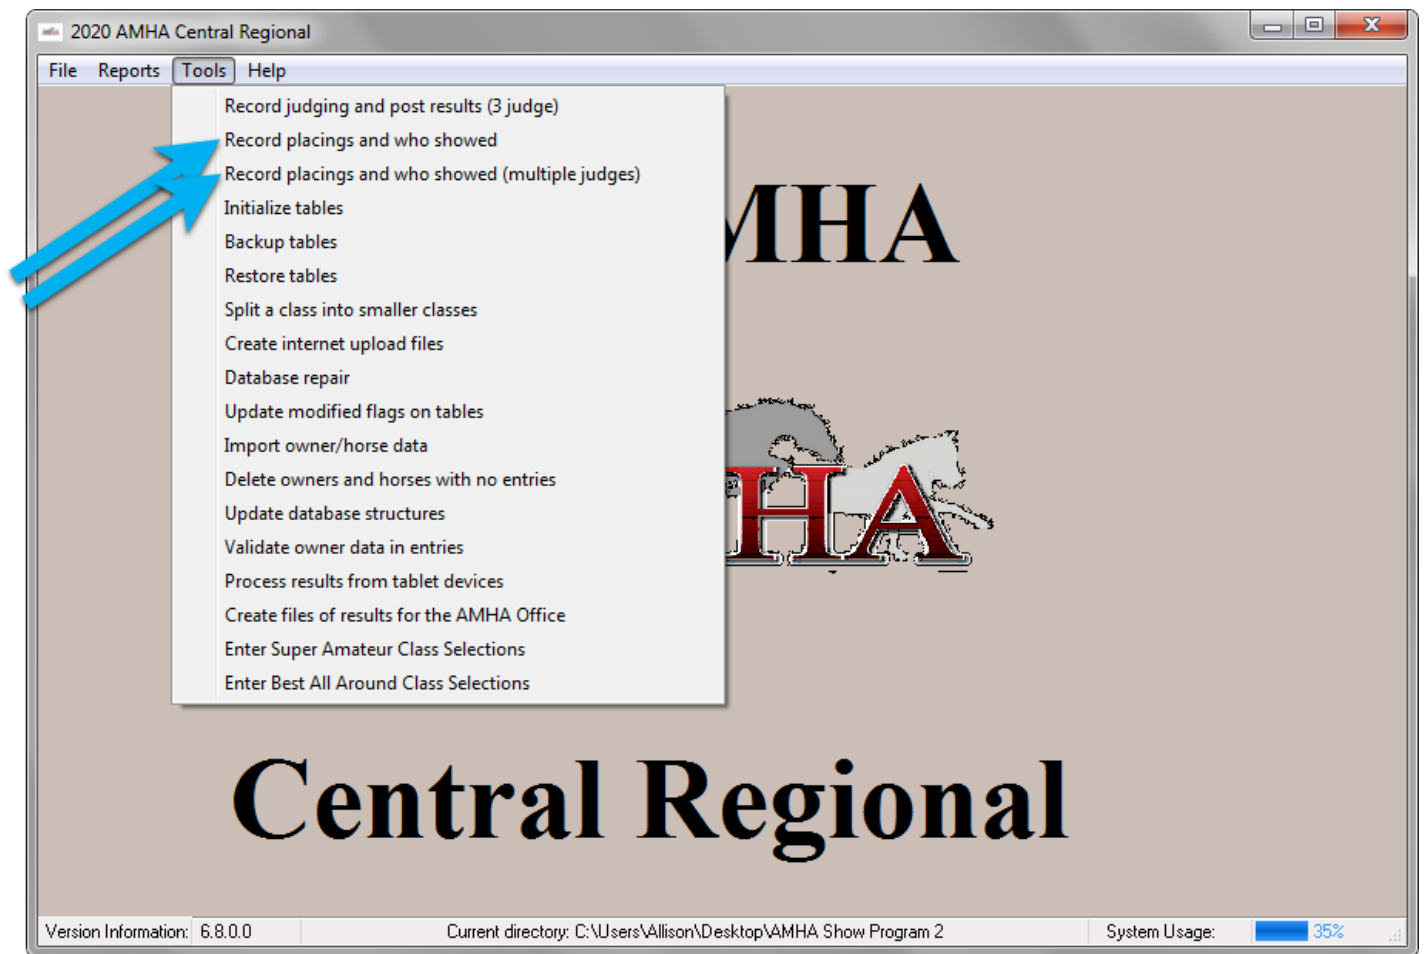 2020 AMHA Central Regional
File Reports Tools Help
Record judging and post results (3 judge)
Record placings and who showed
Record placings and who showed (multiple judges)
Initialize tables
Backup tables
Restore tables
Split a class into smaller classes
Create internet upload files
Database repair
Update modified flags on tables
Import owner/horse data
Delete owners and horses with no entries
Update database structures
Validate owner data in entries
Process results from tablet devices
Create files of results for the AMHA Office
Enter Super Amateur Class Selections
Enter Best All Around Class Selections
MHA
HA
Central Regional
Version Information: 6.8.0.0 Current directory: C:\Users\Allison\Desktop\AMHA Show Program 2 System Usage: 35%